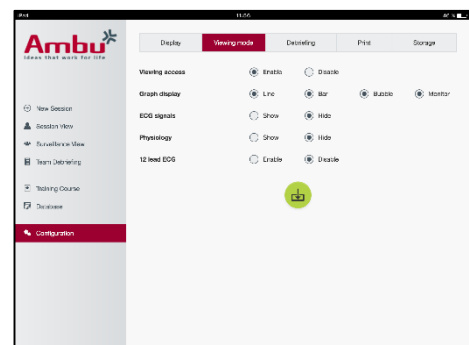 iPad 11:56
Ambu
Ideas that work for life
Display Viewing mode Debriefing Print Storage
Viewing access Enable Disable
Graph display Line Bar Bubble Monitor
ECG signals Show Hide
Physiology Show Hide
12 lead ECG Enable Disable
New Session
Session View
Surveillance View
Team Debriefing
Training Course
Database
Configuration